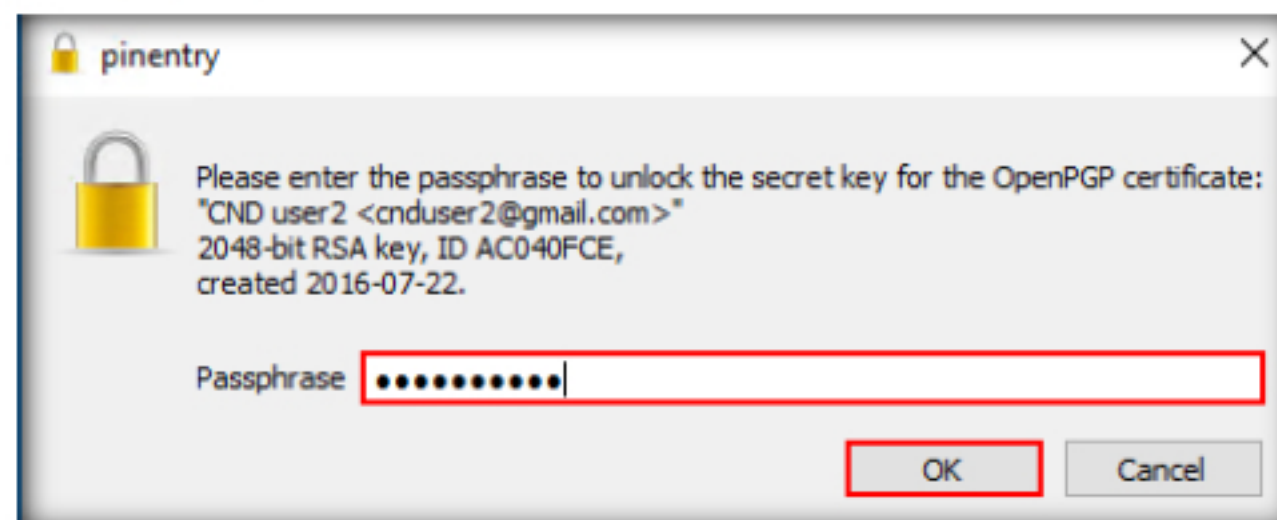 pinentry
Please enter the passphrase to unlock the secret key for the OpenPGP certificate:
"CND user2 <cnduser2@gmail.com>"
2048-bit RSA key, ID AC040FCE,
created 2016-07-22.
Passphrase ●●●●●●●●●●
OK Cancel